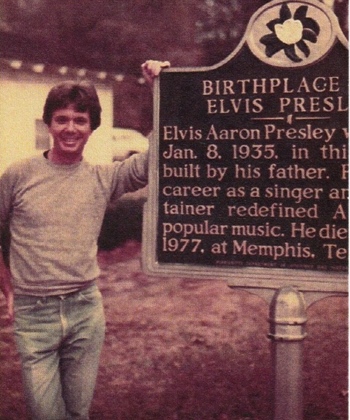 BIRTHPLACE
ELVIS PRESL
Elvis Aaron Presley w
Jan. 8, 1935, in thi
built by his father. P
career as a singer an
tainer redefined A
popular music. He die
1977, at Memphis, Te